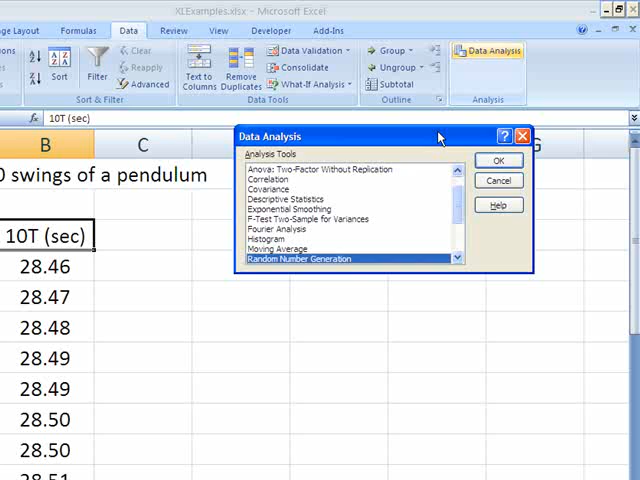 XLExamples.xlsx - Microsoft Excel
age Layout Formulas Data Review View Developer Add-Ins
Sort
Filter
Clear
Reapply
Advanced
Sort & Filter
Text to Columns
Remove Duplicates
Data Validation
Consolidate
What-If Analysis
Data Tools
Group
Ungroup
Subtotal
Outline
Data Analysis
Analysis
fx 10T (sec)
B C G
0 swings of a pendulum
10T (sec)
28.46
28.47
28.48
28.49
28.49
28.50
28.50
28.51
Data Analysis
Analysis Tools
Anova: Two-Factor Without Replication
Correlation
Covariance
Descriptive Statistics
Exponential Smoothing
F-Test Two-Sample for Variances
Fourier Analysis
Histogram
Moving Average
Random Number Generation
OK
Cancel
Help